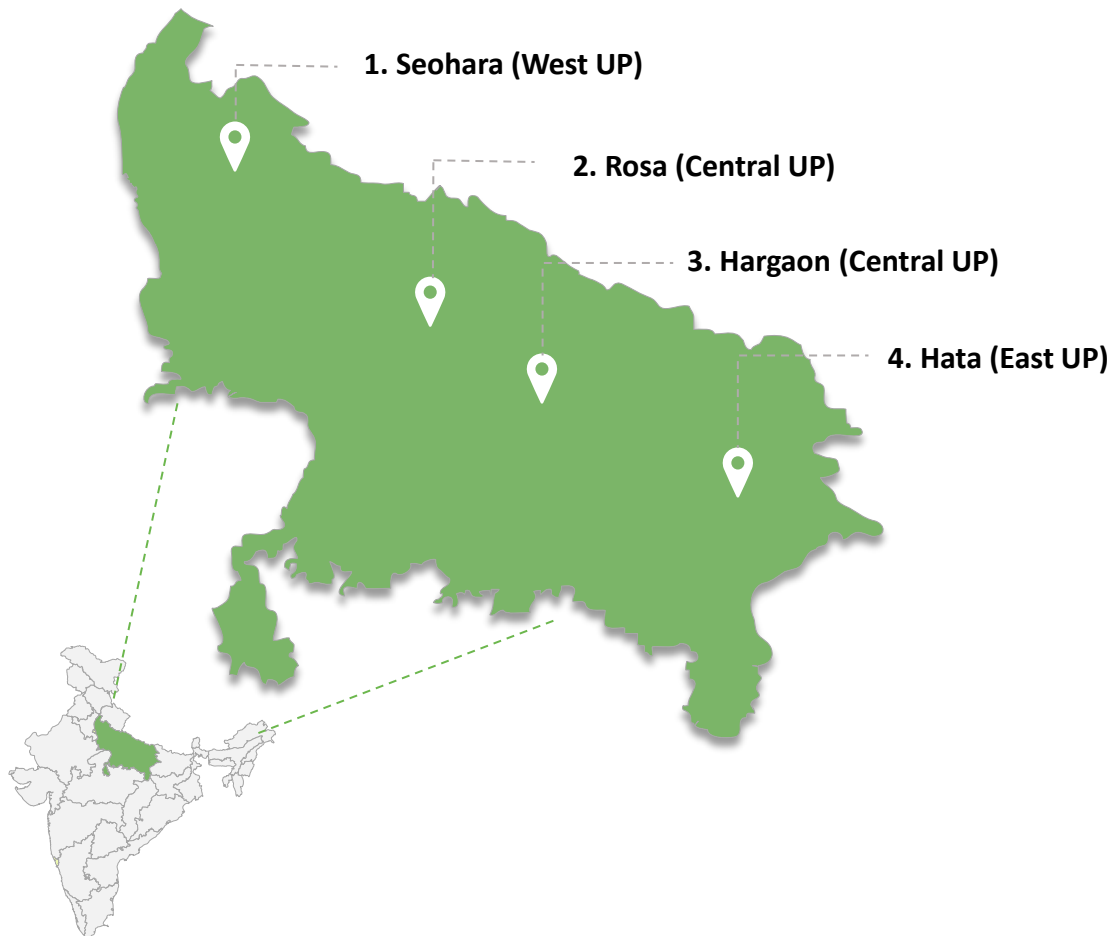 1. Seohara (West UP)
2. Rosa (Central UP)
3. Hargaon (Central UP)
4. Hata (East UP)